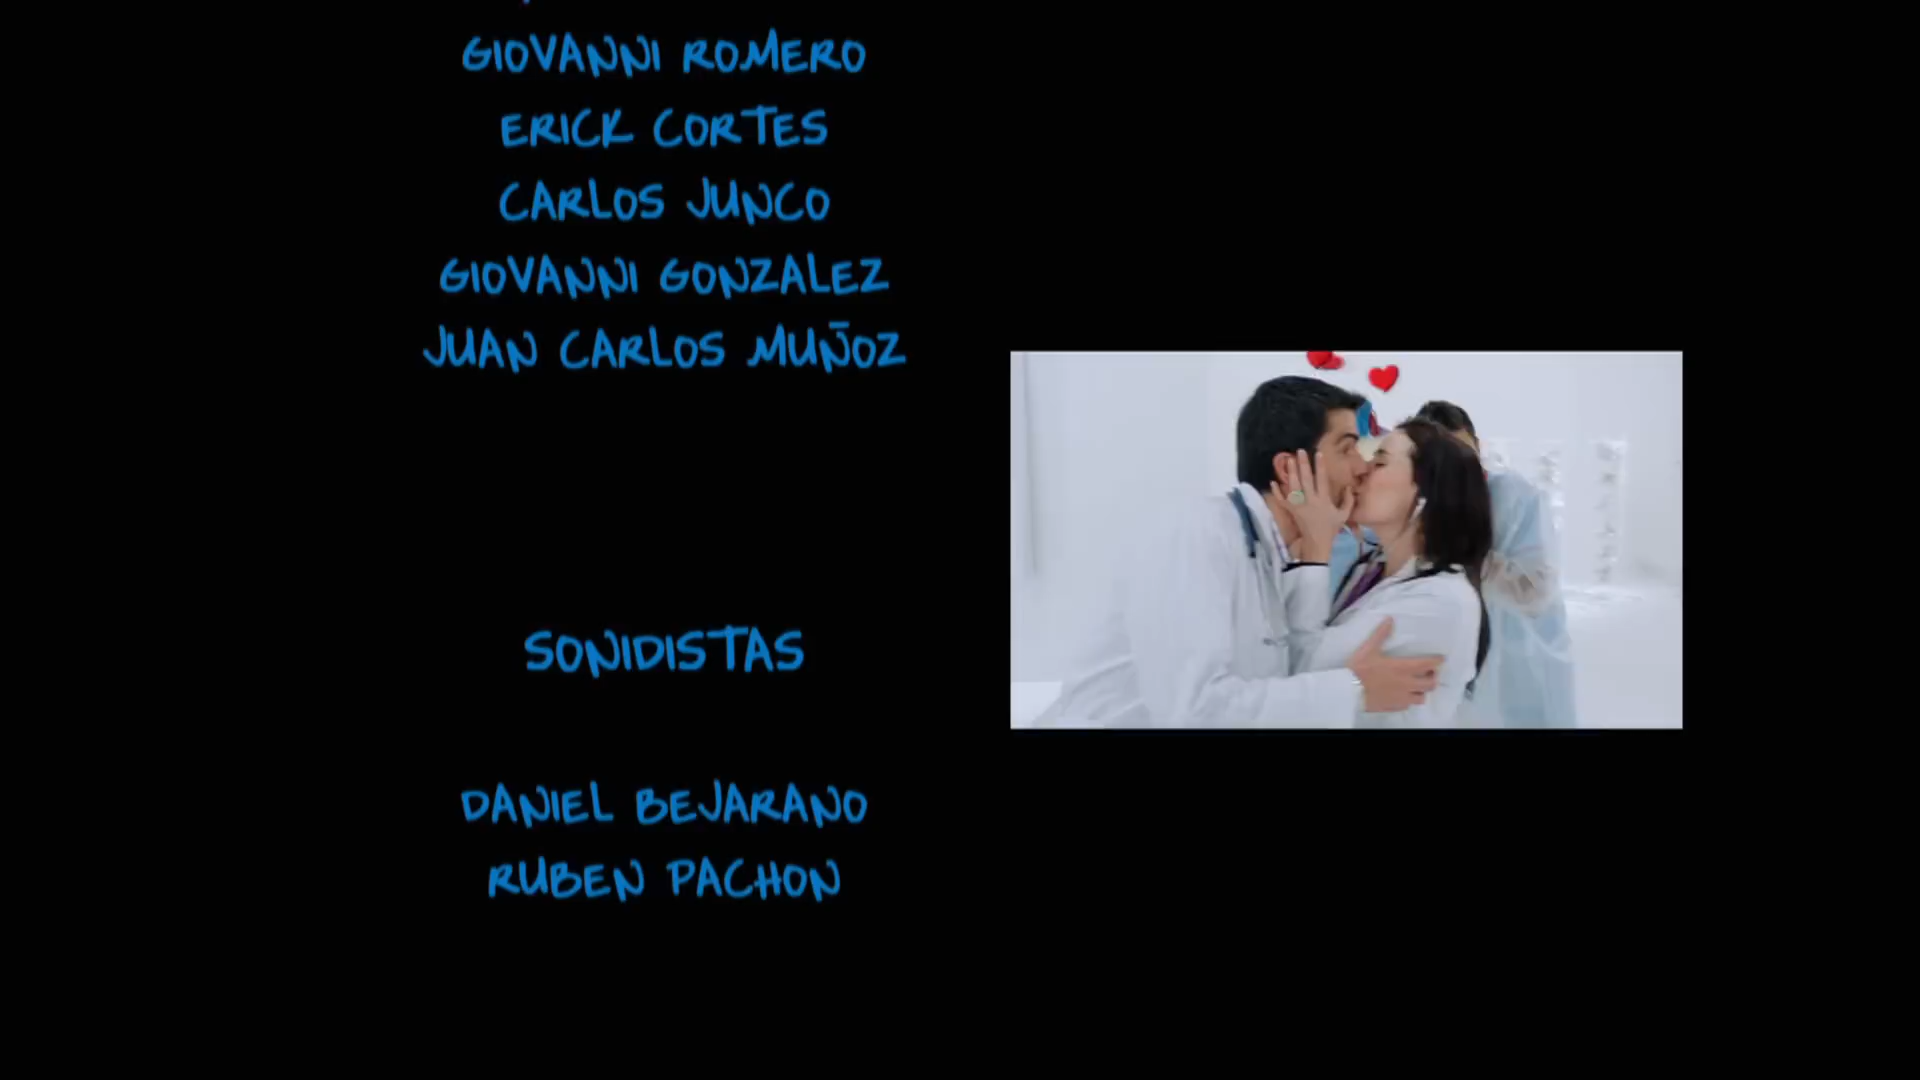 GIOVANNI ROMERO
ERICK CORTES
CARLOS JUNCO
GIOVANNI GONZALEZ
JUAN CARLOS MUÑOZ
SONIDISTAS
DANIEL BEJARANO
RUBEN PACHON